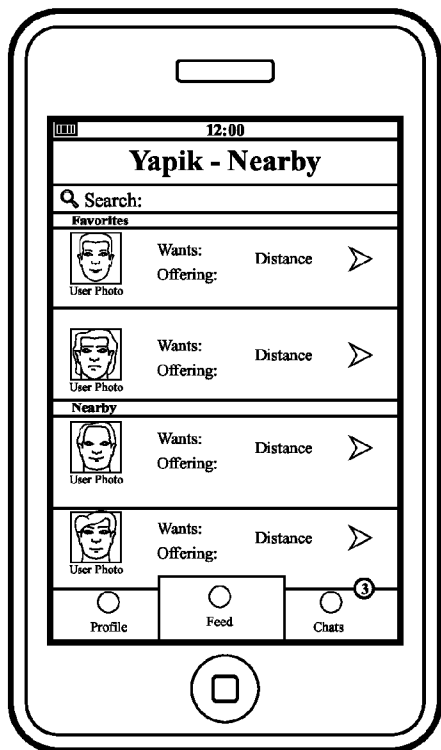 12:00
Yapik - Nearby
Search:
Favorites
Wants:
Offering:
Distance
User Photo
Wants:
Offering:
Distance
User Photo
Nearby
Wants:
Offering:
Distance
User Photo
Wants:
Offering:
Distance
User Photo
3
Profile
Feed
Chats